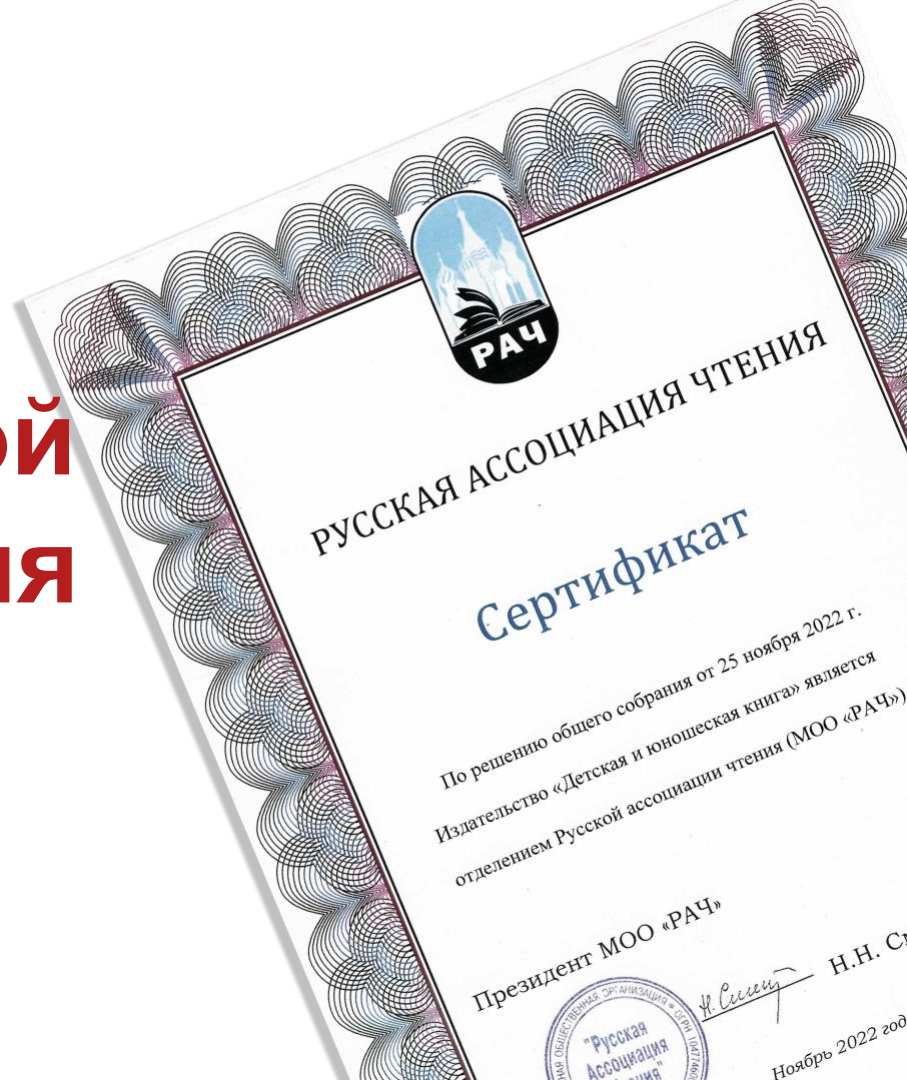 ой
ия
РАЧ
РУССКАЯ АССОЦИАЦИЯ ЧТЕНИЯ
Сертификат
По решению общего собрания от 25 ноября 2022 г.
Издательство «Детская и юношеская книга» является
отделением Русской ассоциации чтения (МОО «РАЧ»)
Президент МОО «РАЧ»
Н.Н. См
"Русская
Ассоциация
Ноябрь 2022 год